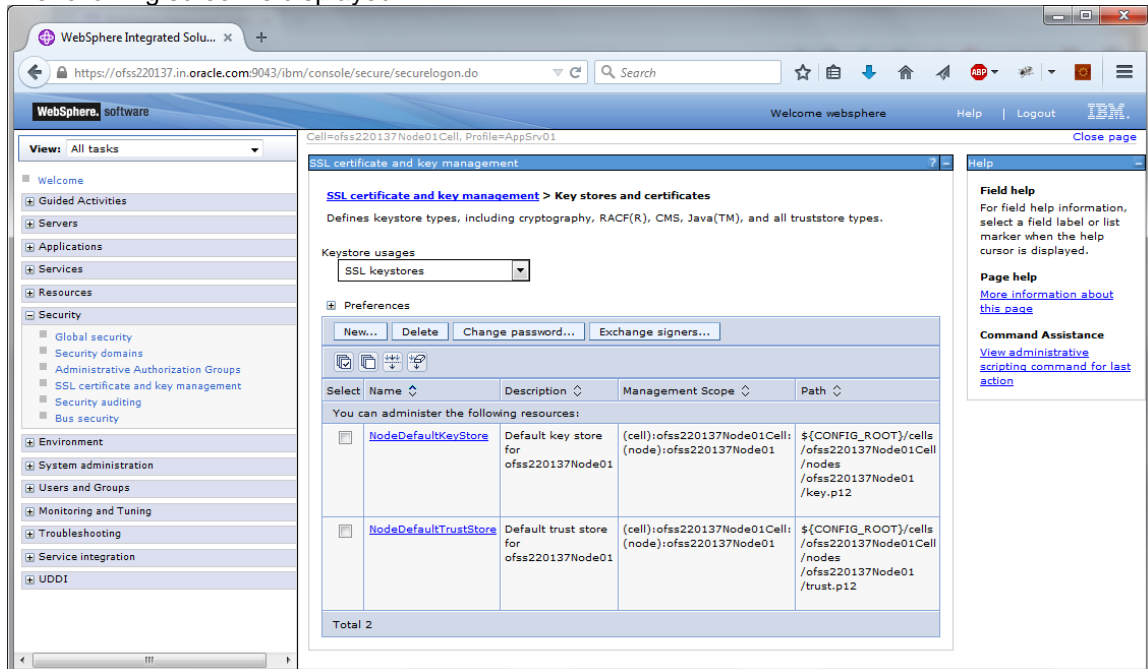 WebSphere Integrated Solu... × +
https://ofss220137.in.oracle.com:9043/ibm/console/secure/securelogon.do
Search
ABP
WebSphere. software
Welcome websphere
Help | Logout
IBM.
View: All tasks
Welcome
Guided Activities
Servers
Applications
Services
Resources
Security
Global security
Security domains
Administrative Authorization Groups
SSL certificate and key management
Security auditing
Bus security
Environment
System administration
Users and Groups
Monitoring and Tuning
Troubleshooting
Service integration
UDDI
Cell=ofss220137Node01Cell, Profile=AppSrv01
Close page
SSL certificate and key management ? -
SSL certificate and key management > Key stores and certificates
Defines keystore types, including cryptography, RACF(R), CMS, Java(TM), and all truststore types.
Keystore usages
SSL keystores
Preferences
New... Delete Change password... Exchange signers...
Select Name Description Management Scope Path
You can administer the following resources:
NodeDefaultKeyStore
Default key store
for
ofss220137Node01
(cell):ofss220137Node01Cell:
(node):ofss220137Node01
${CONFIG_ROOT}/cells
/ofss220137Node01Cell
/nodes
/ofss220137Node01
/key.p12
NodeDefaultTrustStore
Default trust store
for
ofss220137Node01
(cell):ofss220137Node01Cell:
(node):ofss220137Node01
${CONFIG_ROOT}/cells
/ofss220137Node01Cell
/nodes
/ofss220137Node01
/trust.p12
Total 2
Help -
Field help
For field help information,
select a field label or list
marker when the help
cursor is displayed.
Page help
More information about
this page
Command Assistance
View administrative
scripting command for last
action